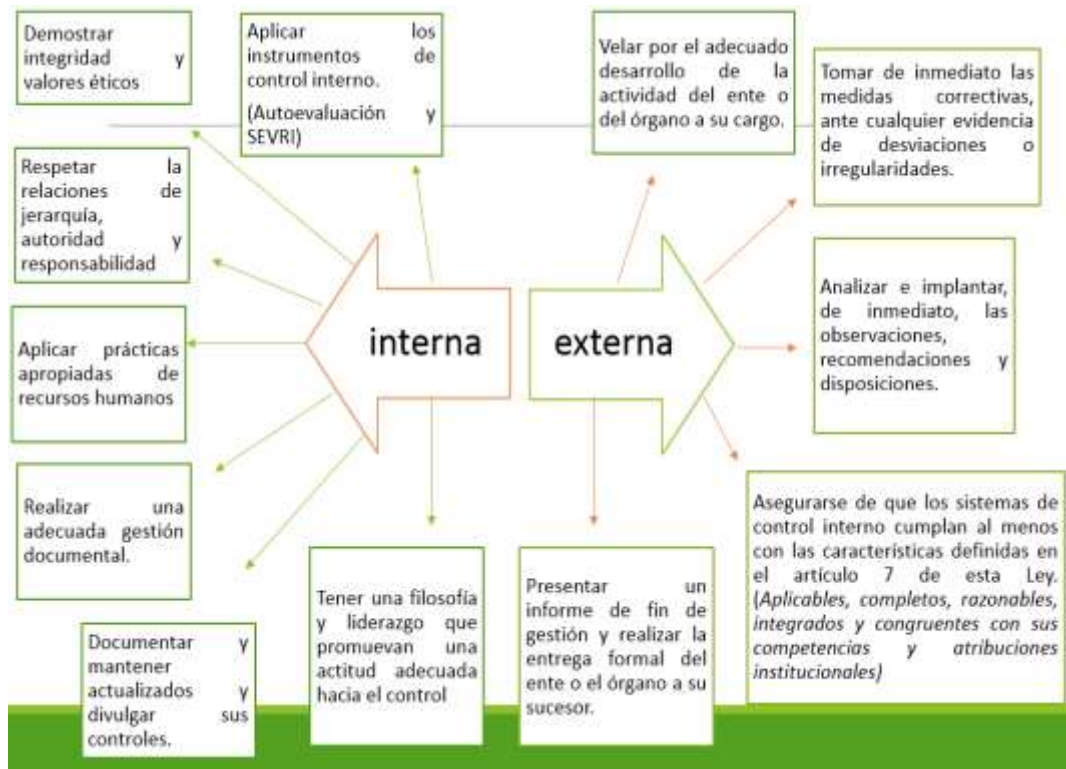 Demostrar
integridad y
valores éticos
Aplicar los
instrumentos de
control interno.
(Autoevaluación y
SEVRI)
Velar por el adecuado
desarrollo de la
actividad del ente o
del órgano a su cargo.
Tomar de inmediato las
medidas correctivas,
ante cualquier evidencia
de desviaciones o
irregularidades.
Respetar la
relaciones de
jerarquía,
autoridad y
responsabilidad
interna
externa
Analizar e implantar,
de inmediato, las
observaciones,
recomendaciones y
disposiciones.
Aplicar prácticas
apropiadas de
recursos humanos
Realizar una
adecuada gestión
documental.
Documentar y
mantener
actualizados y
divulgar sus
controles.
Tener una filosofía
y liderazgo que
promuevan una
actitud adecuada
hacia el control
Presentar un
informe de fin de
gestión y realizar la
entrega formal del
ente o el órgano a su
sucesor.
Asegurarse de que los sistemas de
control interno cumplan al menos
con las características definidas en
el artículo 7 de esta Ley.
(Aplicables, completos, razonables,
integrados y congruentes con sus
competencias y atribuciones
institucionales)